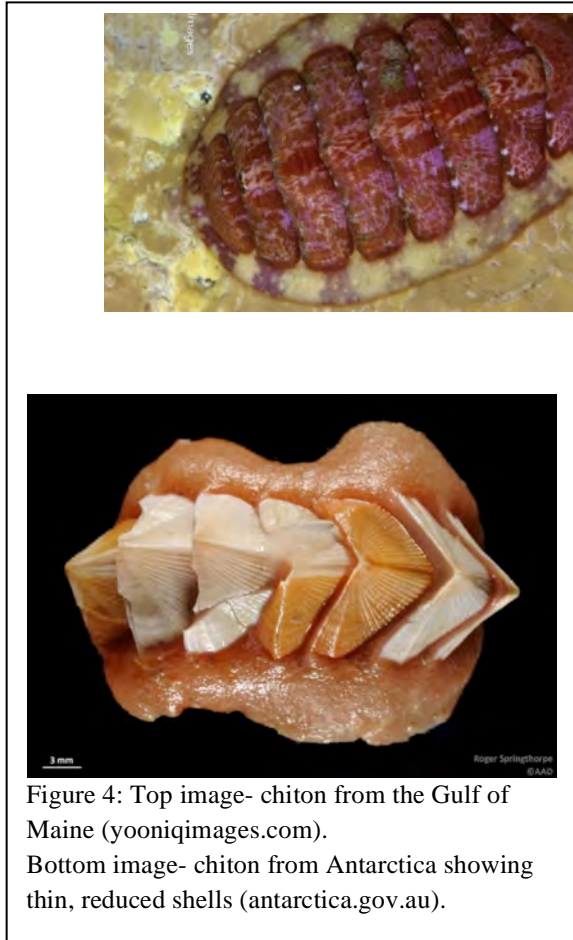 images
3 mm
Roger Springthorpe
©AAD
Figure 4: Top image- chiton from the Gulf of
Maine (yooniqimages.com).
Bottom image- chiton from Antarctica showing
thin, reduced shells (antarctica.gov.au).